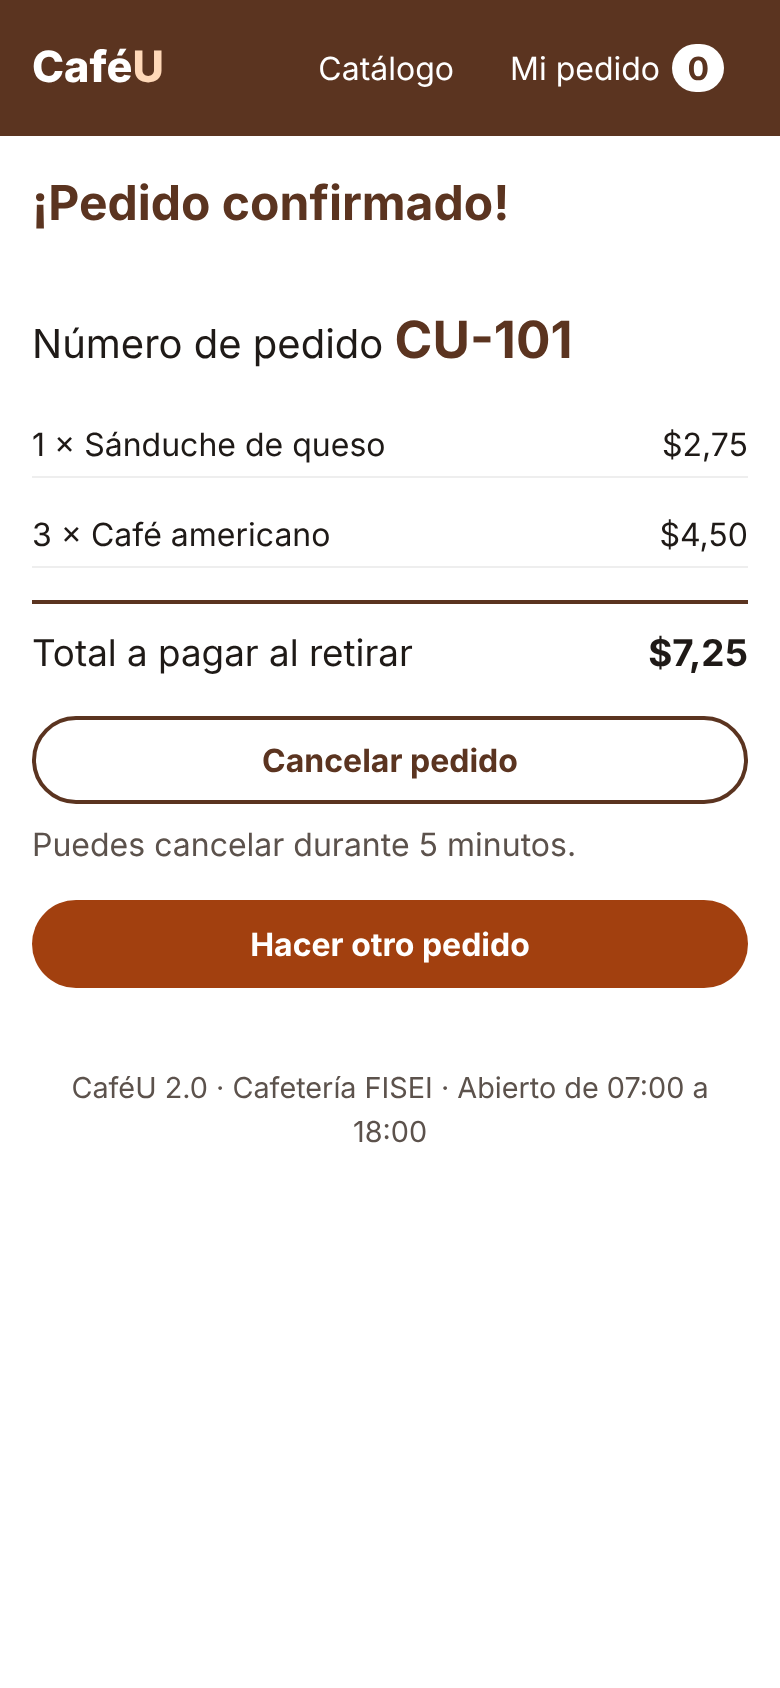 CaféU Catálogo Mi pedido 0
¡Pedido confirmado!
Número de pedido CU-101
1 × Sánduche de queso $2,75
3 × Café americano $4,50
Total a pagar al retirar $7,25
Cancelar pedido
Puedes cancelar durante 5 minutos.
Hacer otro pedido
CaféU 2.0 · Cafetería FISEI · Abierto de 07:00 a
18:00